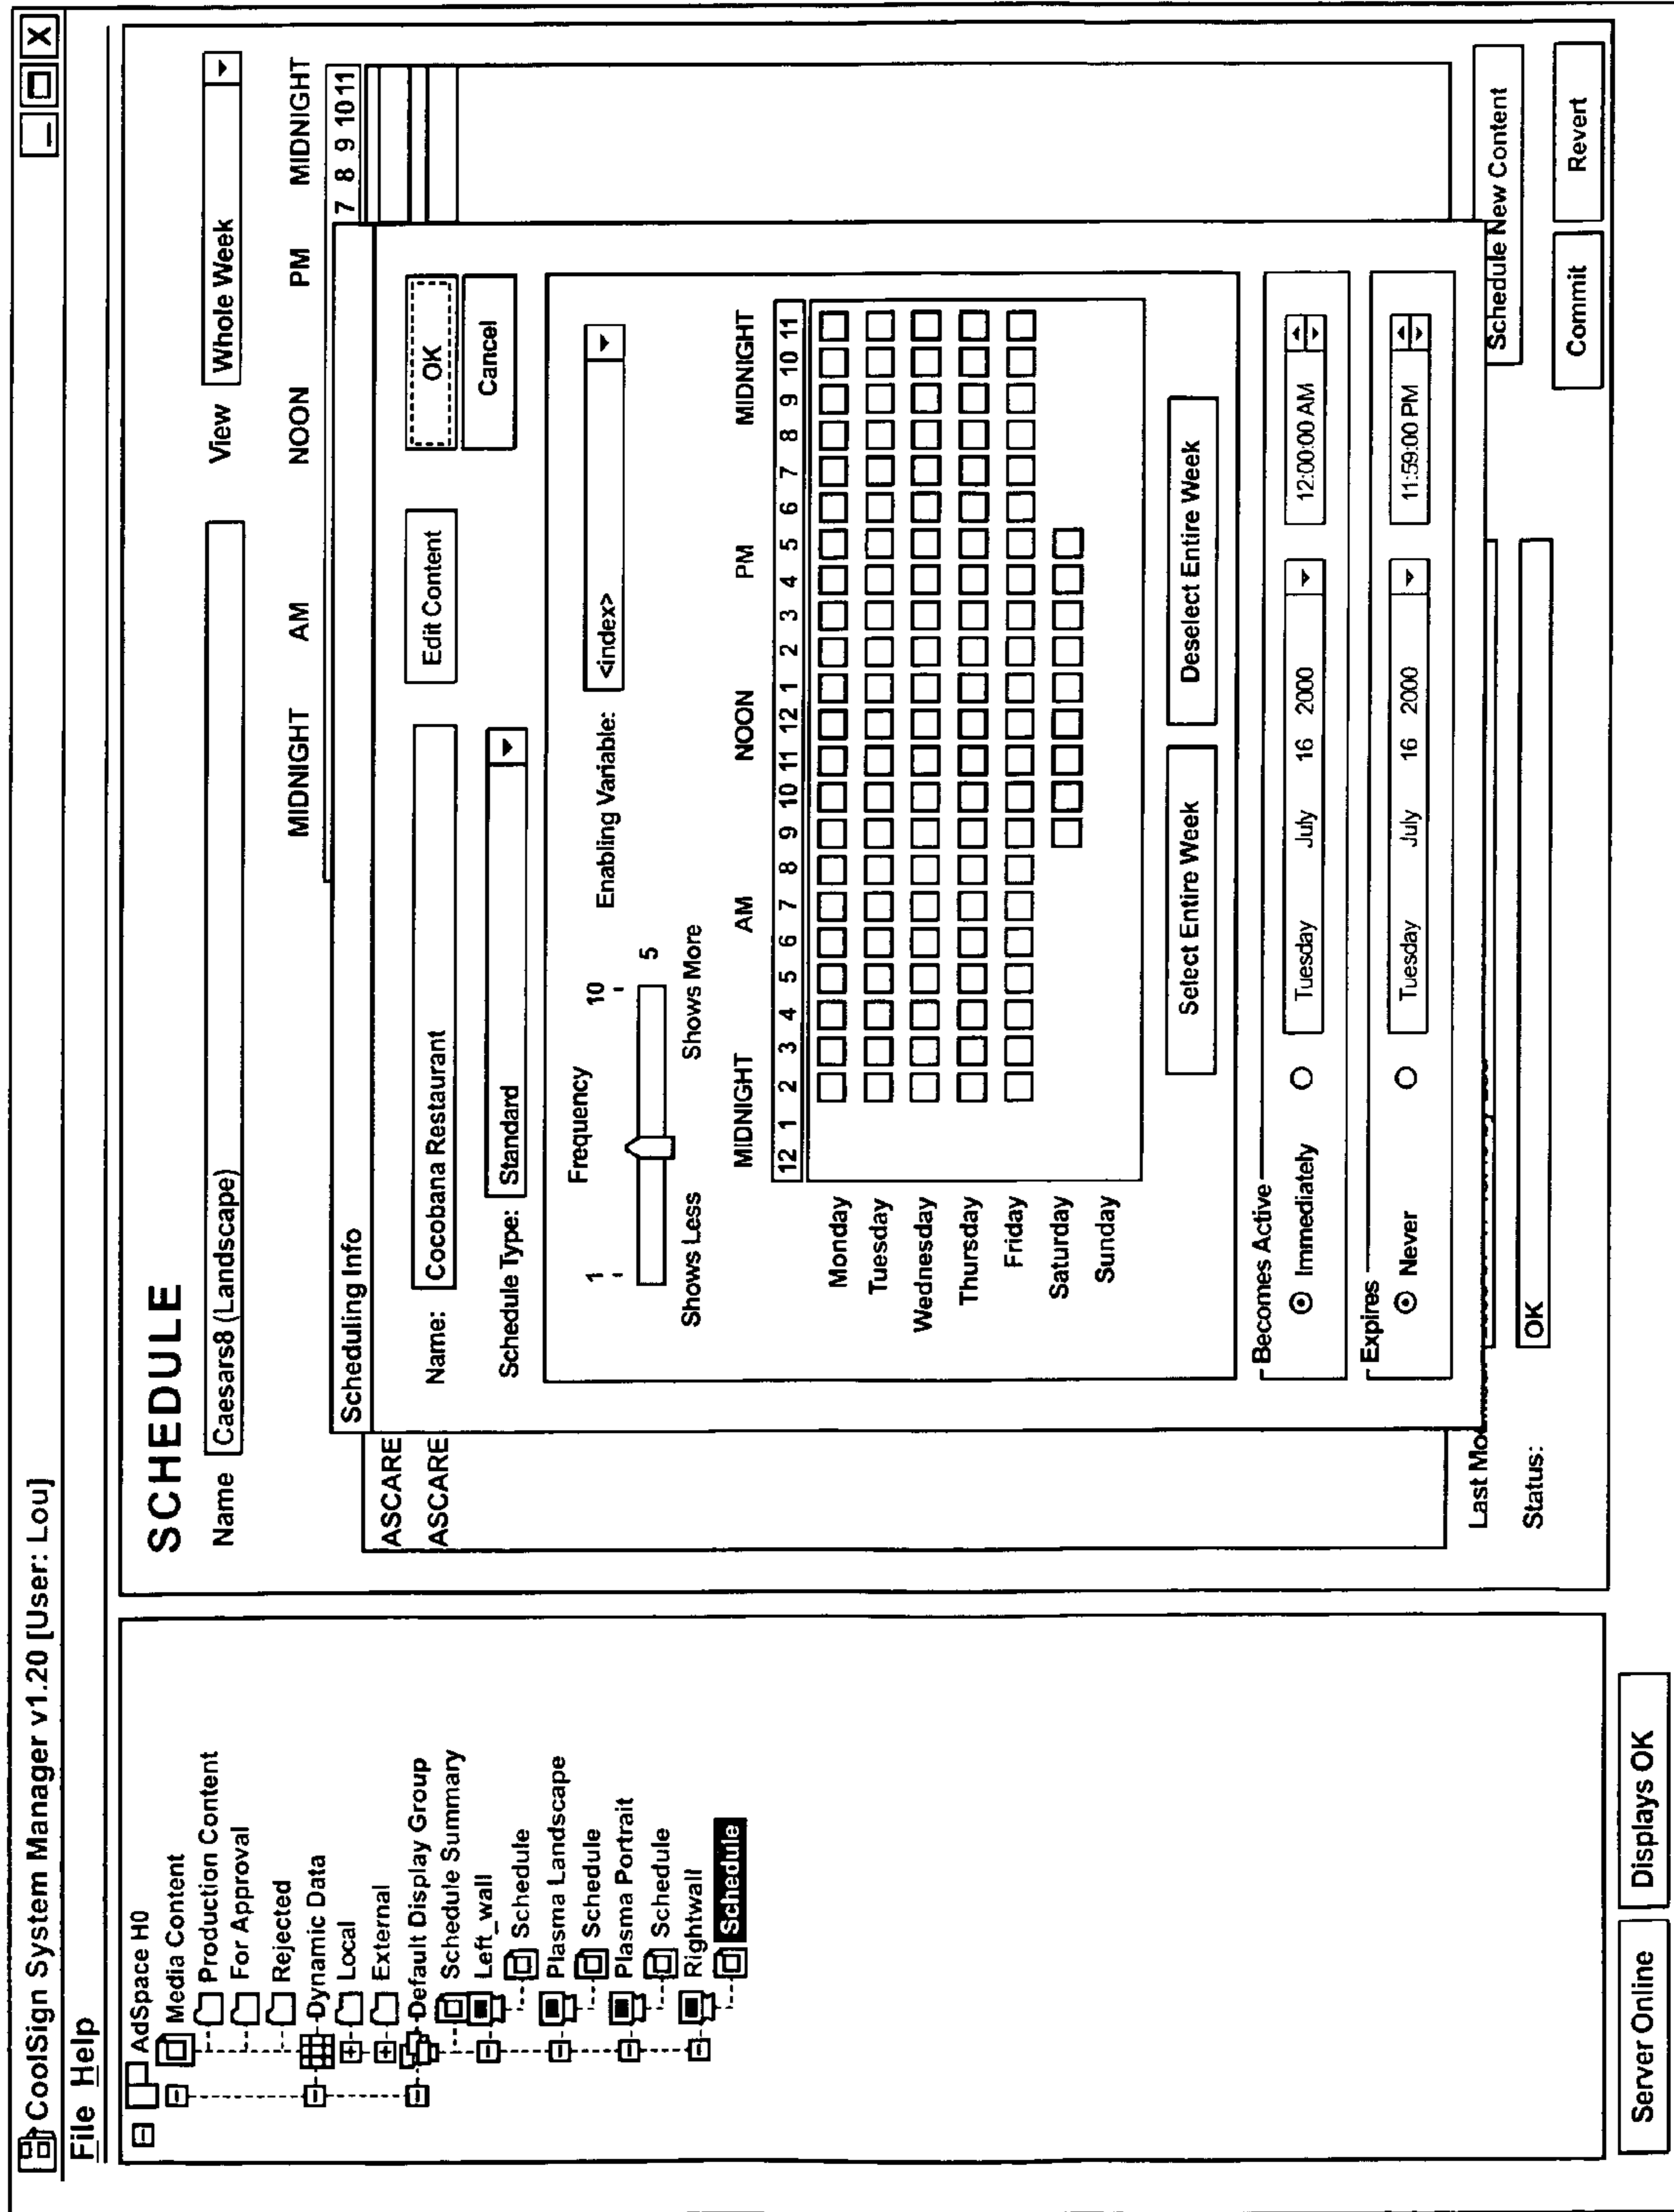 CoolSign System Manager v1.20 [User: Lou]
File Help
AdSpace H0
Media Content
Production Content
For Approval
Rejected
Dynamic Data
Local
External
Default Display Group
Schedule Summary
Left_wall
Schedule
Plasma Landscape
Schedule
Plasma Portrait
Schedule
Rightwall
Schedule
Server Online
Displays OK
SCHEDULE
Name Caesars8 (Landscape) View Whole Week
MIDNIGHT AM NOON PM MIDNIGHT
7 8 9 10 11
ASCARE
ASCARE
Scheduling Info
Name: Cocobana Restaurant Edit Content OK
Cancel
Schedule Type: Standard
Frequency
1 10
5
Shows Less Shows More
Enabling Variable: <index>
MIDNIGHT AM NOON PM MIDNIGHT
12 1 2 3 4 5 6 7 8 9 10 11 12 1 2 3 4 5 6 7 8 9 10 11
Monday
Tuesday
Wednesday
Thursday
Friday
Saturday
Sunday
Select Entire Week Deselect Entire Week
Becomes Active
Immediately Tuesday July 16 2000 12:00:00 AM
Expires
Never Tuesday July 16 2000 11:59:00 PM
Last Mo
Schedule New Content
Status: OK
Commit Revert